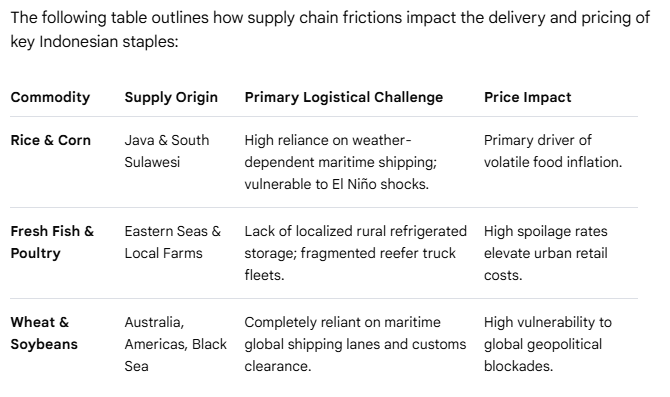 The following table outlines how supply chain frictions impact the delivery and pricing of
key Indonesian staples:
Commodity Supply Origin Primary Logistical Challenge Price Impact
Rice & Corn Java & South High reliance on weather- Primary driver of
Sulawesi dependent maritime shipping; volatile food inflation.
vulnerable to El Niño shocks.
Fresh Fish & Eastern Seas & Lack of localized rural refrigerated High spoilage rates
Poultry Local Farms storage; fragmented reefer truck elevate urban retail
fleets. costs.
Wheat & Australia, Completely reliant on maritime High vulnerability to
Soybeans Americas, Black global shipping lanes and customs global geopolitical
Sea clearance. blockades.